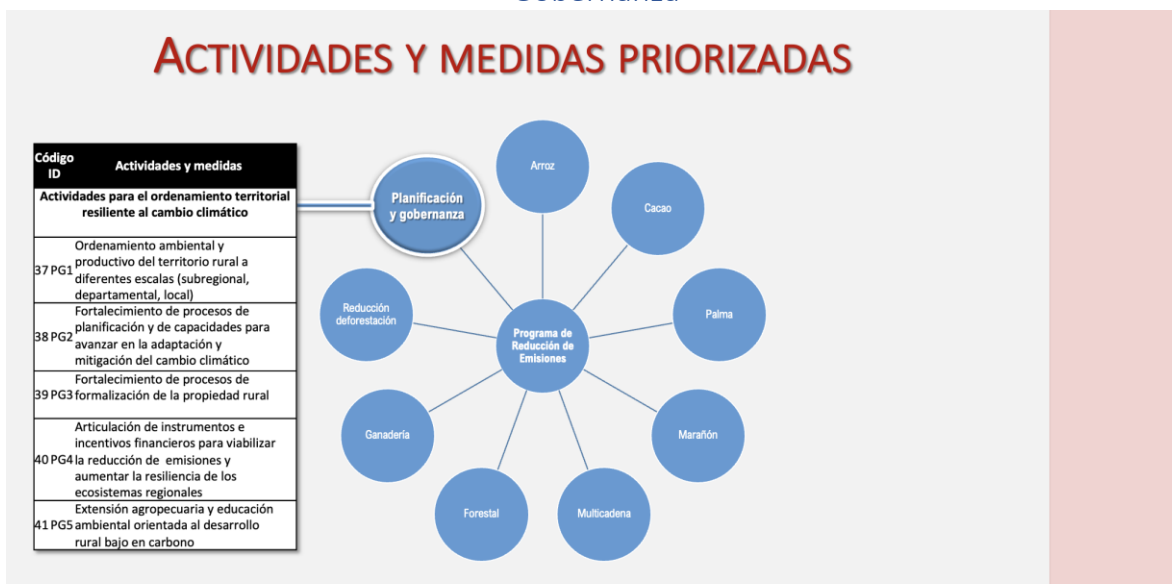 Gobernanza
ACTIVIDADES Y MEDIDAS PRIORIZADAS
Código
ID
Actividades y medidas
Actividades para el ordenamiento territorial
resiliente al cambio climático
37 PG1
Ordenamiento ambiental y
productivo del territorio rural a
diferentes escalas (subregional,
departamental, local)
38 PG2
Fortalecimiento de procesos de
planificación y de capacidades para
avanzar en la adaptación y
mitigación del cambio climático
39 PG3
Fortalecimiento de procesos de
formalización de la propiedad rural
40 PG4
Articulación de instrumentos e
incentivos financieros para viabilizar
la reducción de emisiones y
aumentar la resiliencia de los
ecosistemas regionales
41 PG5
Extensión agropecuaria y educación
ambiental orientada al desarrollo
rural bajo en carbono
Planificación
y gobernanza
Arroz
Cacao
Palma
Marañón
Multicadena
Forestal
Ganadería
Reducción
deforestación
Programa de
Reducción de
Emisiones